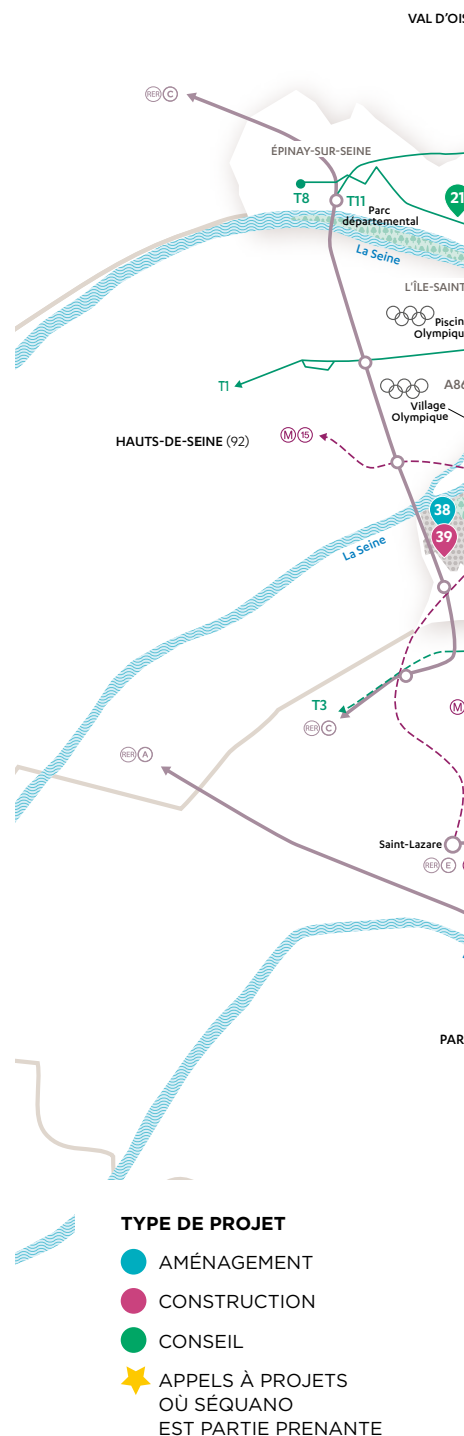 VAL D'OIS
RER C
ÉPINAY-SUR-SEINE
T8
T11
21
Parc
départemental
La Seine
L'ÎLE-SAINT
Piscin
Olympiqu
T1
A86
Village
Olympique
HAUTS-DE-SEINE (92)
M 15
38
La Seine
39
T3
M
RER C
RER A
Saint-Lazare
RER E
PAR
TYPE DE PROJET
AMÉNAGEMENT
CONSTRUCTION
CONSEIL
APPELS À PROJETS
OÙ SÉQUANO
EST PARTIE PRENANTE